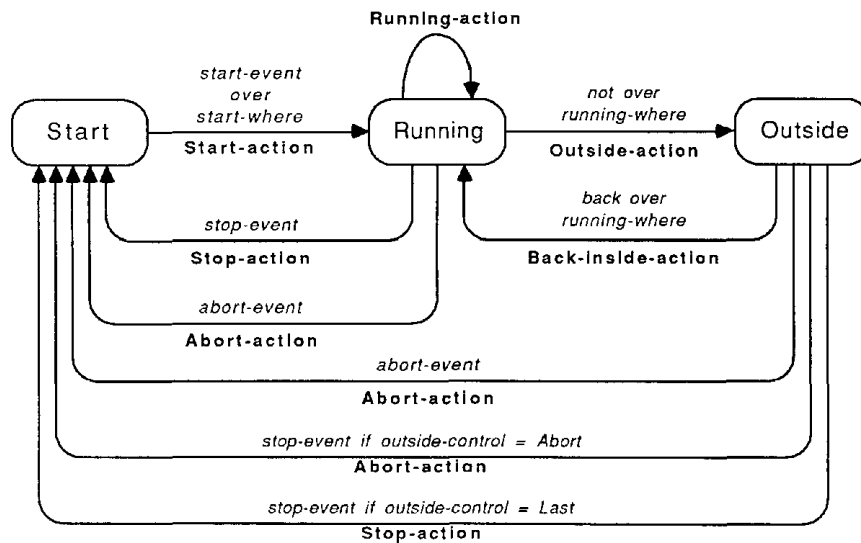 Running-action
start-event
over
start-where
Start-action
not over
running-where
Outside-action
Start
Running
Outside
stop-event
Stop-action
back over
running-where
Back-inside-action
abort-event
Abort-action
abort-event
Abort-action
stop-event if outside-control = Abort
Abort-action
stop-event if outside-control = Last
Stop-action